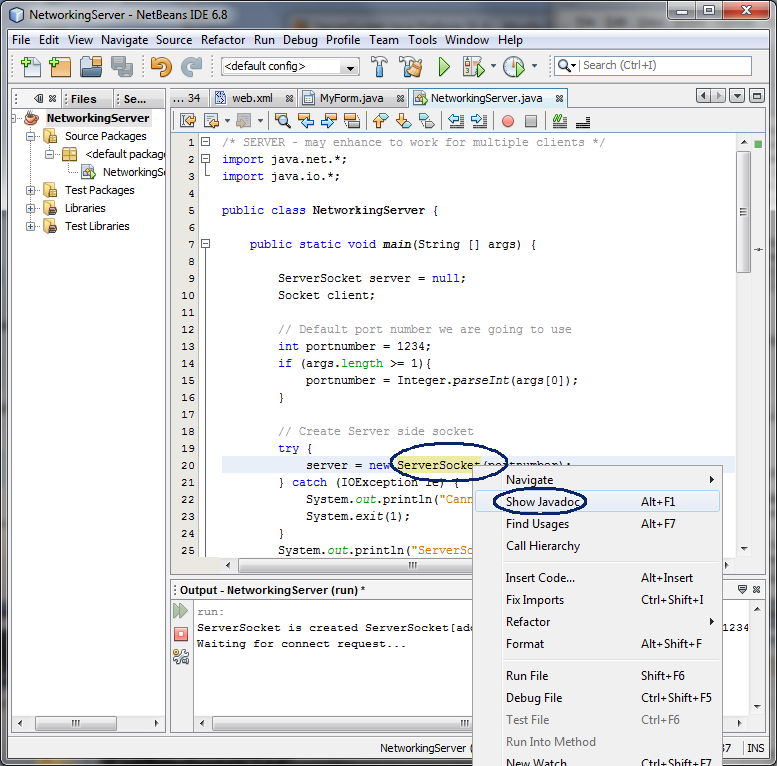 NetworkingServer - NetBeans IDE 6.8
File Edit View Navigate Source Refactor Run Debug Profile Team Tools Window Help
<default config> Search (Ctrl+I)
Files Se... ... 34 web.xml MyForm.java NetworkingServer.java
NetworkingServer
Source Packages
<default package
NetworkingS
Test Packages
Libraries
Test Libraries
1 /* SERVER - may enhance to work for multiple clients */
2 import java.net.*;
3 import java.io.*;
4
5 public class NetworkingServer {
6
7 public static void main(String [] args) {
8
9 ServerSocket server = null;
10 Socket client;
11
12 // Default port number we are going to use
13 int portnumber = 1234;
14 if (args.length >= 1){
15 portnumber = Integer.parseInt(args[0]);
16 }
17
18 // Create Server side socket
19 try {
20 server = new ServerSocket(portnumber);
21 } catch (IOException ie) {
22 System.out.println("Cann
23 System.exit(1);
24 }
25 System.out.println("ServerSo
Navigate
Show Javadoc Alt+F1
Find Usages Alt+F7
Call Hierarchy
Insert Code... Alt+Insert
Fix Imports Ctrl+Shift+I
Refactor
Format Alt+Shift+F
Run File Shift+F6
Debug File Ctrl+Shift+F5
Test File Ctrl+F6
Run Into Method
New Watch... Ctrl+Shift+F7
Output - NetworkingServer (run) *
run:
ServerSocket is created ServerSocket[add 1234
Waiting for connect request...
NetworkingServer ( 37 INS